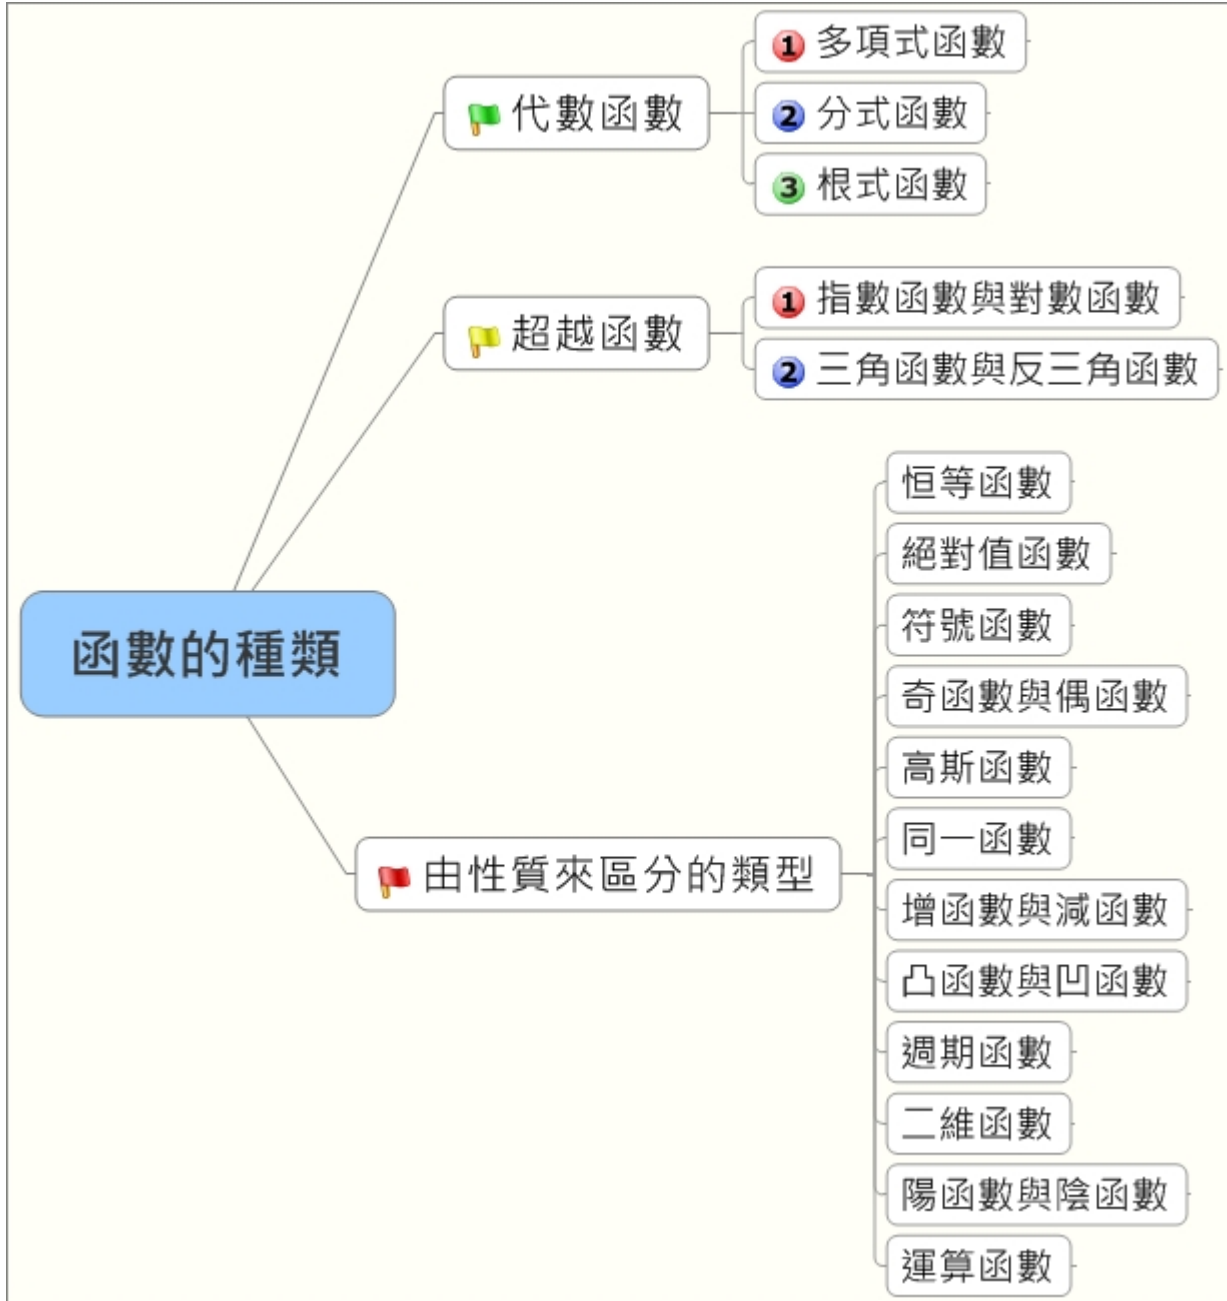 函數的種類
代數函數
1 多項式函數
2 分式函數
3 根式函數
超越函數
1 指數函數與對數函數
2 三角函數與反三角函數
由性質來區分的類型
恒等函數
絕對值函數
符號函數
奇函數與偶函數
高斯函數
同一函數
增函數與減函數
凸函數與凹函數
週期函數
二維函數
陽函數與陰函數
運算函數